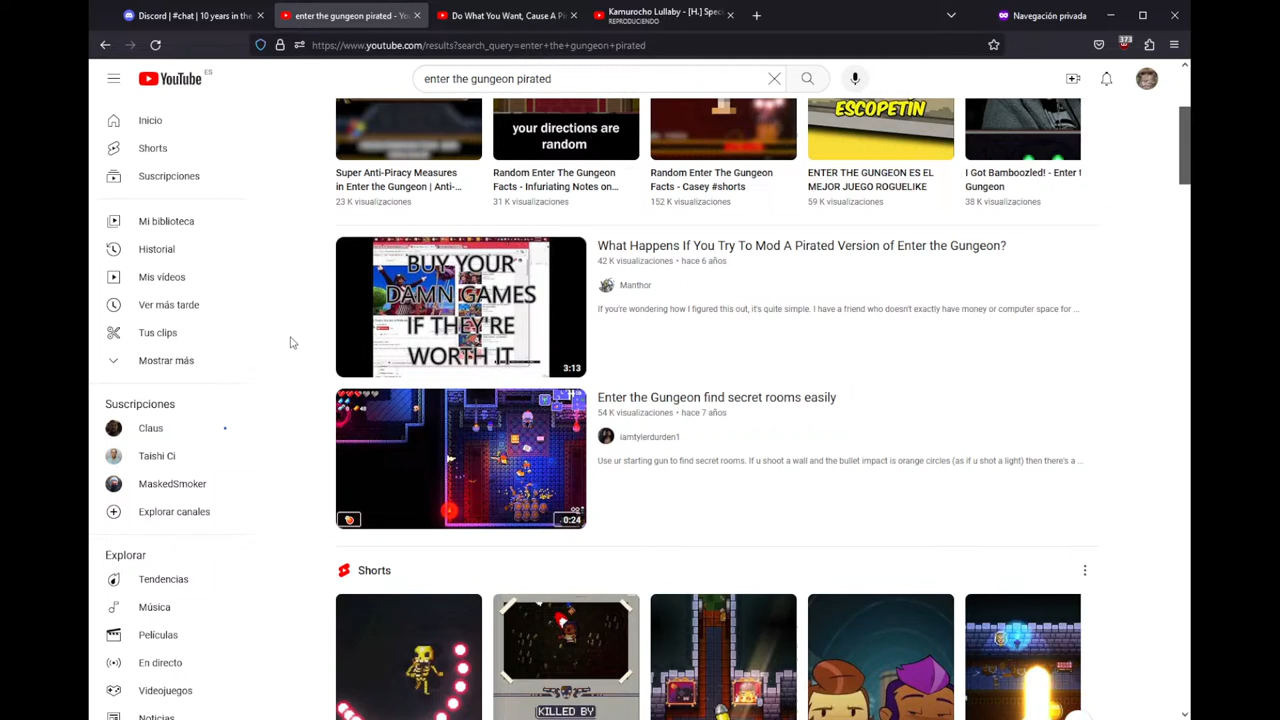 Discord | #chat | 10 years in the
enter the gungeon pirated - Yo
Do What You Want, Cause A Pi
Kamurocho Lullaby - [H.] Spec
REPRODUCIENDO
Navegación privada
https://www.youtube.com/results?search_query=enter+the+gungeon+pirated
373
YouTube ES
enter the gungeon pirated
Inicio
Shorts
Suscripciones
Mi biblioteca
Historial
Mis vídeos
Ver más tarde
Tus clips
Mostrar más
Suscripciones
Claus
Taishi Ci
MaskedSmoker
Explorar canales
Explorar
Tendencias
Música
Películas
En directo
Videojuegos
Noticias
your directions are
random
ESCOPETIN
Super Anti-Piracy Measures
in Enter the Gungeon | Anti-...
23 K visualizaciones
Random Enter The Gungeon
Facts - Infuriating Notes on...
31 K visualizaciones
Random Enter The Gungeon
Facts - Casey #shorts
152 K visualizaciones
ENTER THE GUNGEON ES EL
MEJOR JUEGO ROGUELIKE
59 K visualizaciones
I Got Bamboozled! - Enter t
Gungeon
38 K visualizaciones
BUY YOUR
DAMN GAMES
IF THEY'RE
WORTH IT
3:13
What Happens If You Try To Mod A Pirated Version of Enter the Gungeon?
42 K visualizaciones • hace 6 años
Manthor
If you're wondering how I figured this out, it's quite simple. I have a friend who doesn't exactly have money or computer space for ...
0:24
Enter the Gungeon find secret rooms easily
54 K visualizaciones • hace 7 años
iamtylerdurden1
Use ur starting gun to find secret rooms. If u shoot a wall and the bullet impact is orange circles (as if u shot a light) then there's a ...
Shorts
KILLED BY